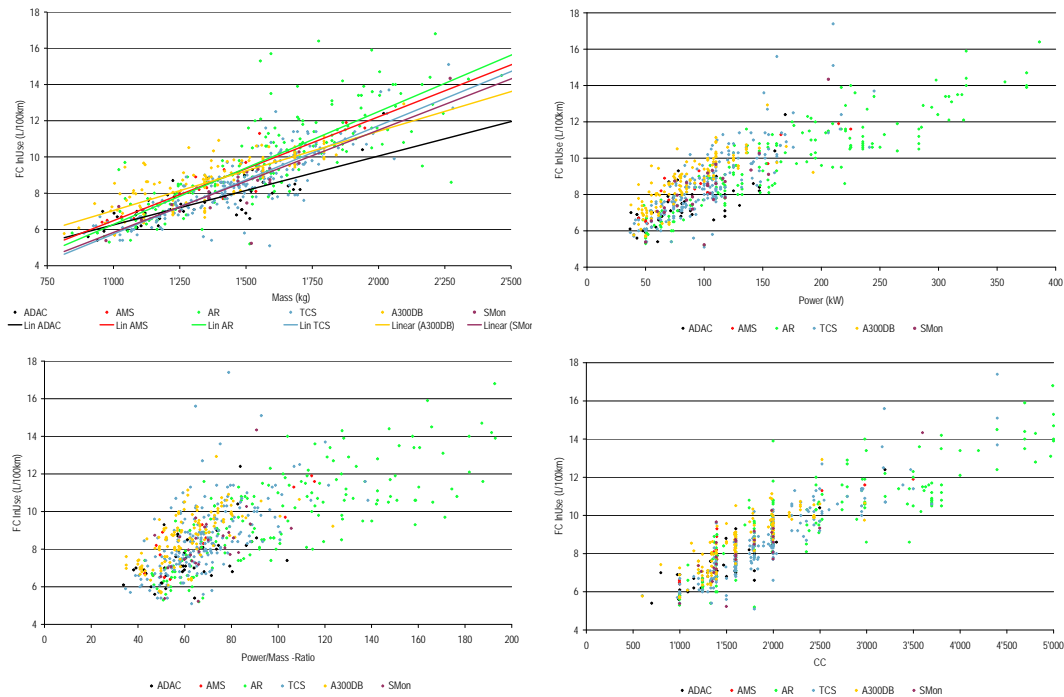 18
16
14
12
10
8
6
4
FC InUse (L/100km)
750 1'000 1'250 1'500 1'750 2'000 2'250 2'500
Mass (kg)
ADAC AMS AR TCS A300DB SMon
Lin ADAC Lin AMS Lin AR Lin TCS Linear (A300DB) Linear (SMon
18
16
14
12
10
8
6
4
FC InUse (L/100km)
0 50 100 150 200 250 300 350 400
Power (kW)
ADAC AMS AR TCS A300DB SMon
18
16
14
12
10
8
6
4
FC InUse (L/100km)
0 20 40 60 80 100 120 140 160 180 200
Power/Mass -Ratio
ADAC AMS AR TCS A300DB SMon
18
16
14
12
10
8
6
4
FC InUse (L/100km)
0 500 1'000 1'500 2'000 2'500 3'000 3'500 4'000 4'500 5'000
CC
ADAC AMS AR TCS A300DB SMon